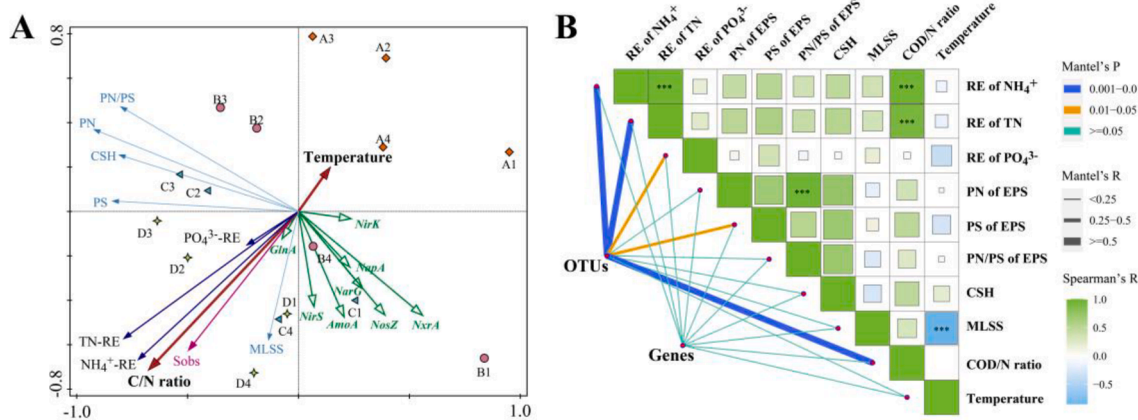 A
0.8
-0.8
-1.0
1.0
A3
A2
A4
A1
B3
B2
PN/PS
PN
CSH
C3
C2
PS
Temperature
D3
PO₄³⁻-RE
D2
GlnA
NirK
B4
NapA
NarG
C1
D1
C4
NirS
AmoA
NosZ
NxrA
TN-RE
NH₄⁺-RE
Sobs
C/N ratio
MLSS
D4
B1
B
RE of NH₄⁺
RE of TN
RE of PO₄³⁻
PN of EPS
PS of EPS
PN/PS of EPS
CSH
MLSS
COD/N ratio
Temperature
*** *** RE of NH₄⁺
*** RE of TN
RE of PO₄³⁻
*** PN of EPS
PS of EPS
PN/PS of EPS
CSH
*** MLSS
COD/N ratio
Temperature
OTUs
Genes
Mantel's P
0.001-0.0
0.01-0.05
>=0.05
Mantel's R
<0.25
0.25-0.5
>=0.5
Spearman's R
1.0
0.5
0.0
-0.5